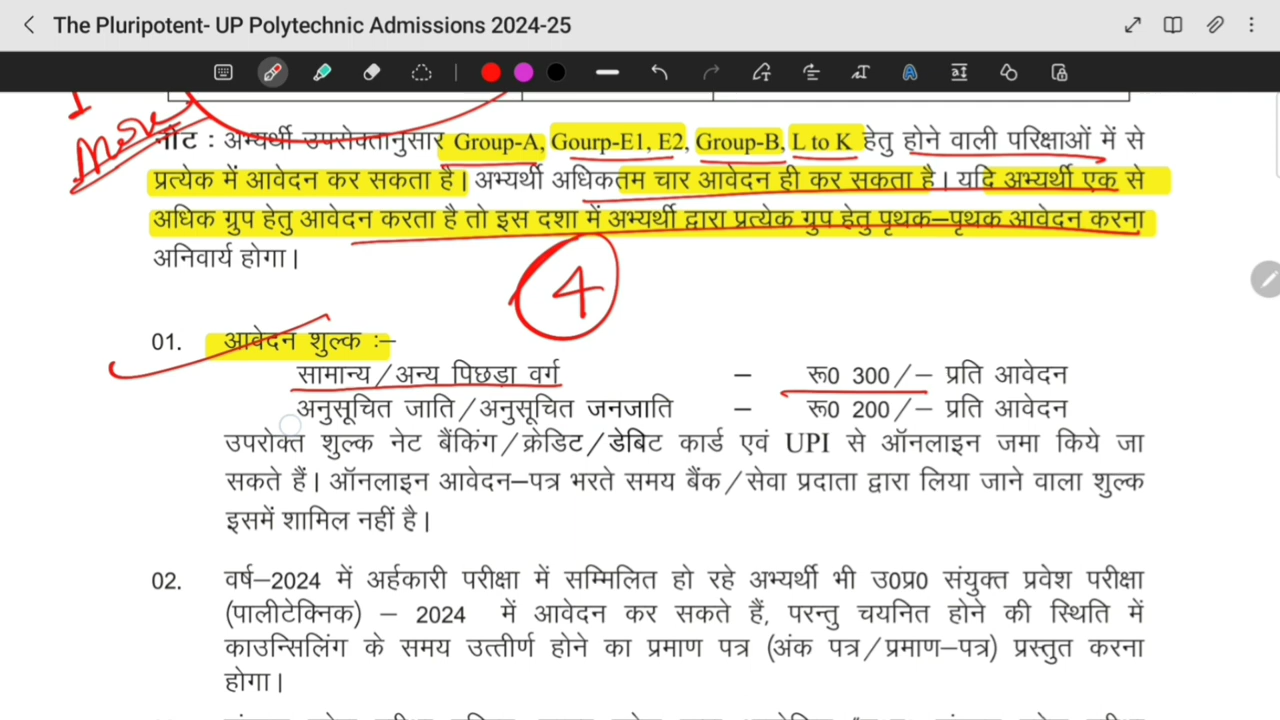 The Pluripotent- UP Polytechnic Admissions 2024-25
I
More
नोट : अभ्यर्थी उपरोक्तानुसार Group-A, Gourp-E1, E2, Group-B, L to K हेतु होने वाली परिक्षाओं में से
प्रत्येक में आवेदन कर सकता है। अभ्यर्थी अधिकतम चार आवेदन ही कर सकता है। यदि अभ्यर्थी एक से
अधिक ग्रुप हेतु आवेदन करता है तो इस दशा में अभ्यर्थी द्वारा प्रत्येक ग्रुप हेतु पृथक–पृथक आवेदन करना
अनिवार्य होगा।
4
01. आवेदन शुल्क :–
सामान्य/अन्य पिछड़ा वर्ग – रू0 300/– प्रति आवेदन
अनुसूचित जाति/अनुसूचित जनजाति – रू0 200/– प्रति आवेदन
उपरोक्त शुल्क नेट बैंकिंग/क्रेडिट/डेबिट कार्ड एवं UPI से ऑनलाइन जमा किये जा
सकते हैं। ऑनलाइन आवेदन–पत्र भरते समय बैंक/सेवा प्रदाता द्वारा लिया जाने वाला शुल्क
इसमें शामिल नहीं है।
02. वर्ष–2024 में अर्हकारी परीक्षा में सम्मिलित हो रहे अभ्यर्थी भी उ0प्र0 संयुक्त प्रवेश परीक्षा
(पालीटेक्निक) – 2024 में आवेदन कर सकते हैं, परन्तु चयनित होने की स्थिति में
काउन्सिलिंग के समय उत्तीर्ण होने का प्रमाण पत्र (अंक पत्र/प्रमाण–पत्र) प्रस्तुत करना
होगा।